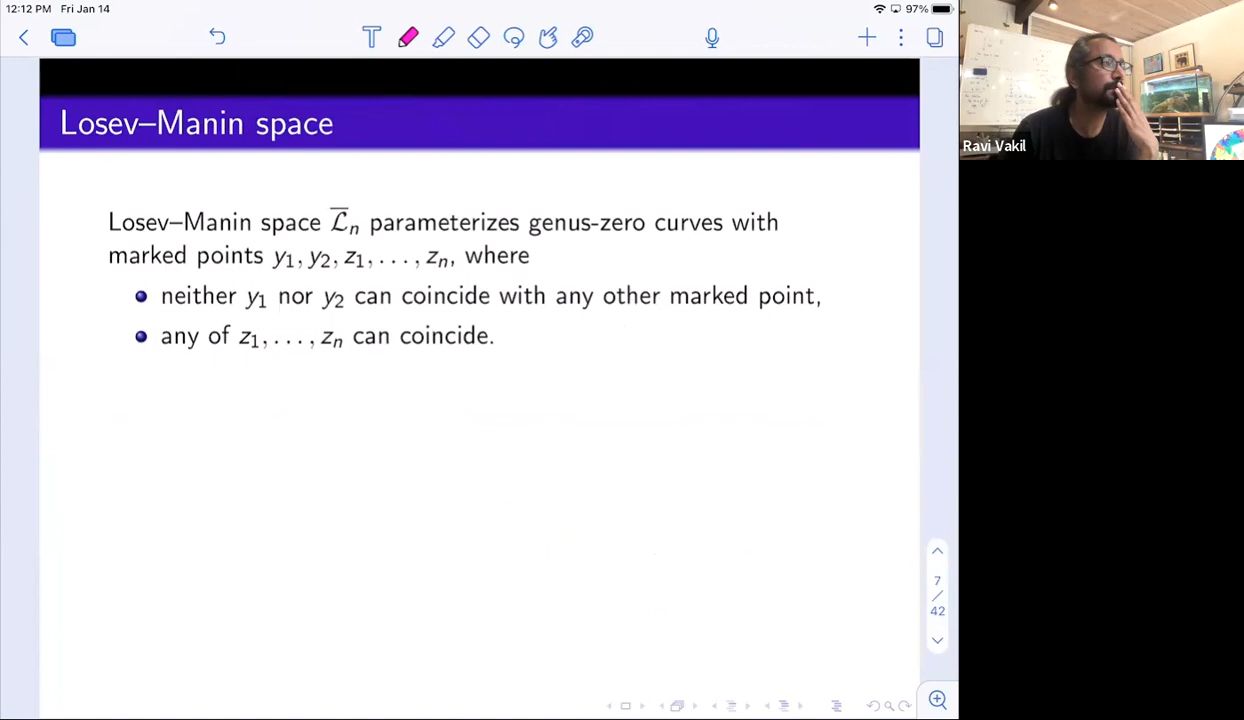 12:12 PM Fri Jan 14
97%
Losev–Manin space
Losev–Manin space $\overline{\mathcal{L}}_n$ parameterizes genus-zero curves with
marked points $y_1, y_2, z_1, \ldots, z_n$, where
neither $y_1$ nor $y_2$ can coincide with any other marked point,
any of $z_1, \ldots, z_n$ can coincide.
7
/
42
Ravi Vakil